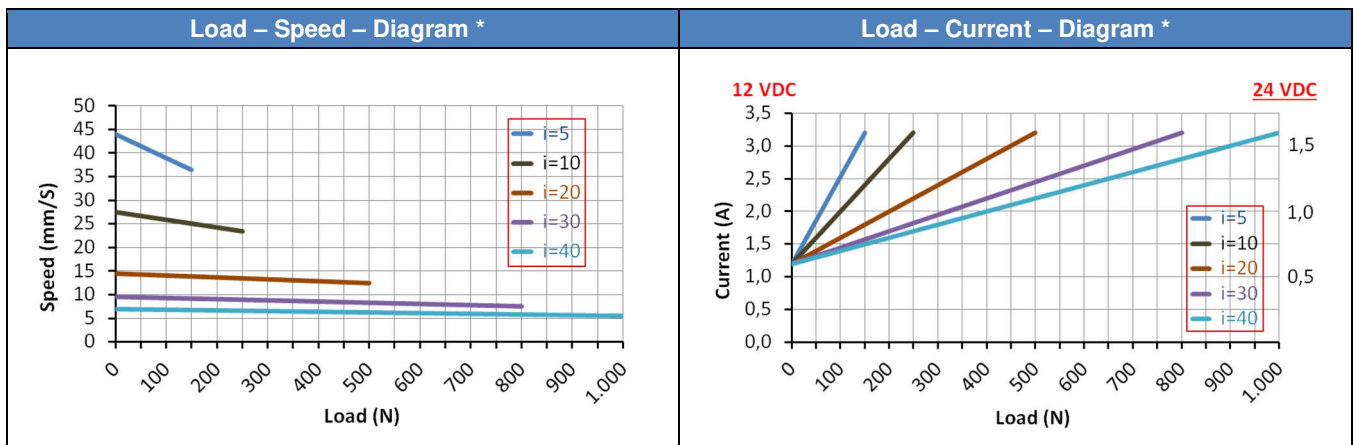 Load – Speed – Diagram *
Load – Current – Diagram *
Speed (mm/S)
50
45
40
35
30
25
20
15
10
5
0
i=5
i=10
i=20
i=30
i=40
0
100
200
300
400
500
600
700
800
900
1.000
Load (N)
12 VDC
24 VDC
Current (A)
3,5
3,0
2,5
2,0
1,5
1,0
0,5
0,0
1,5
1,0
0,5
i=5
i=10
i=20
i=30
i=40
0
100
200
300
400
500
600
700
800
900
1.000
Load (N)